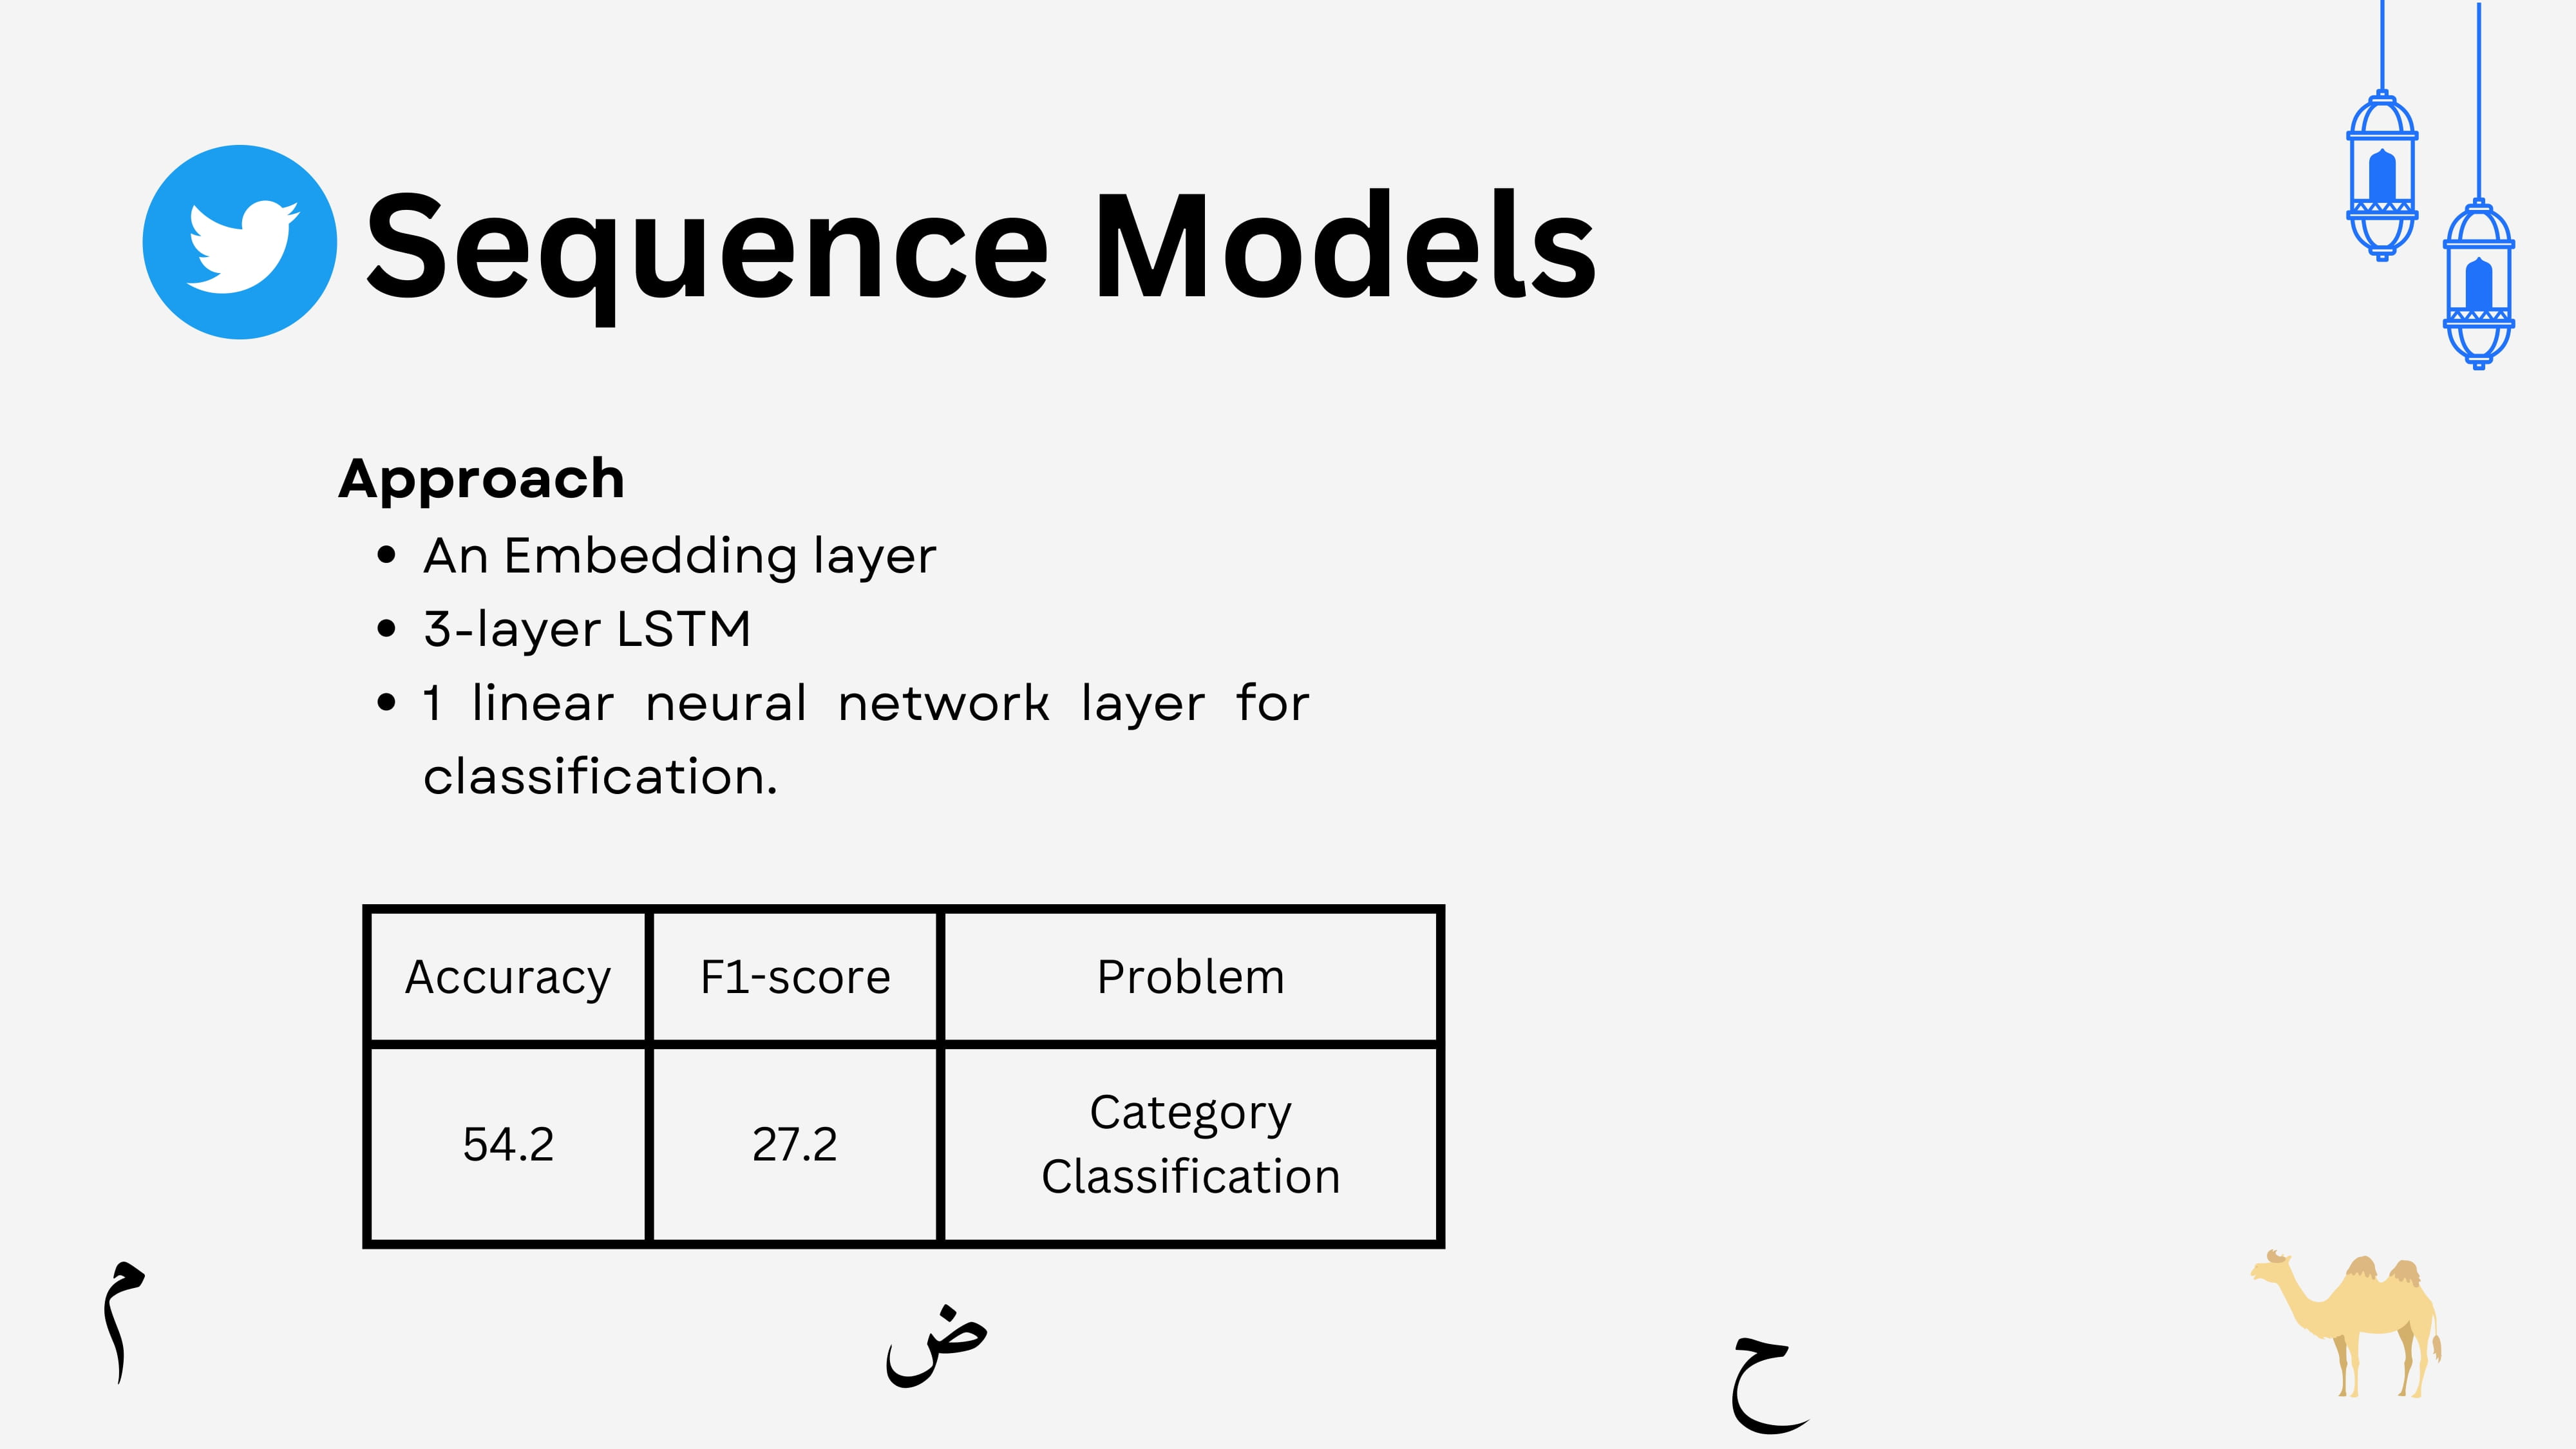 Sequence Models
Approach
• An Embedding layer
• 3-layer LSTM
• 1 linear neural network layer for
classification.
Accuracy F1-score Problem
54.2 27.2 Category
Classification
م
ض
ح